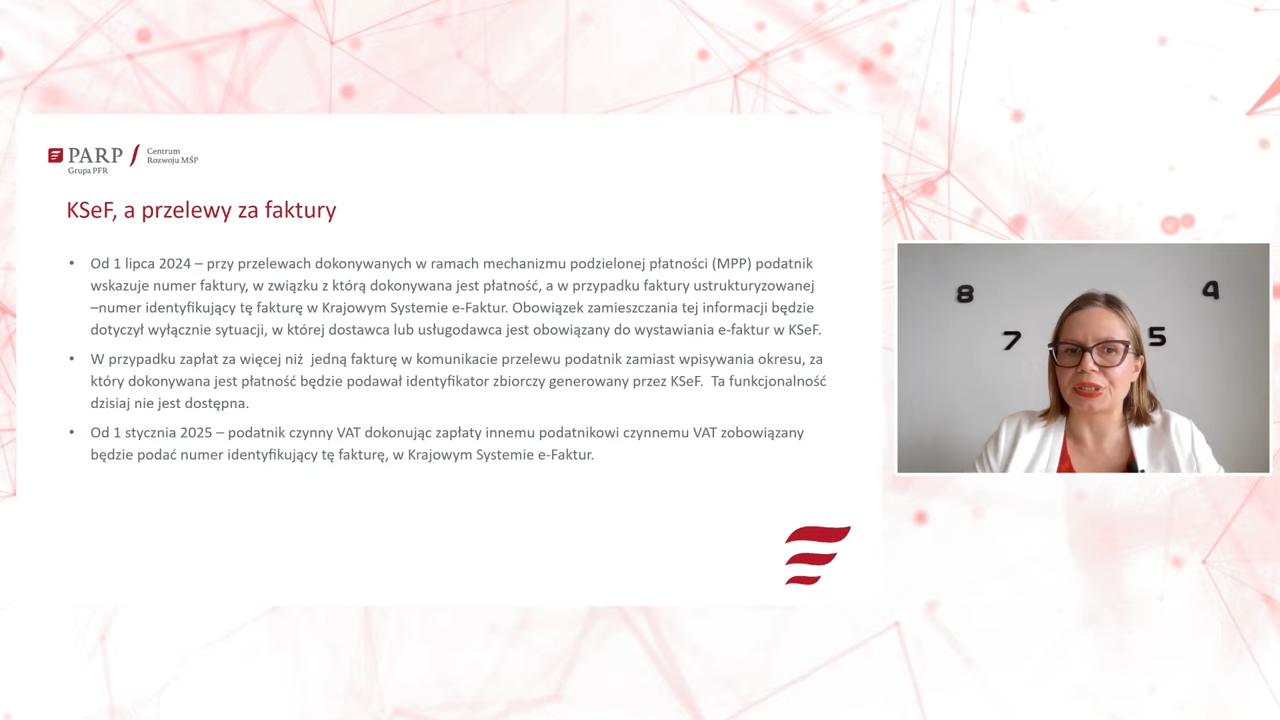 PARP
Grupa PFR
Centrum
Rozwoju MŚP
KSeF, a przelewy za faktury
• Od 1 lipca 2024 – przy przelewach dokonywanych w ramach mechanizmu podzielonej płatności (MPP) podatnik
wskazuje numer faktury, w związku z którą dokonywana jest płatność, a w przypadku faktury ustrukturyzowanej
–numer identyfikujący tę fakturę w Krajowym Systemie e-Faktur. Obowiązek zamieszczania tej informacji będzie
dotyczył wyłącznie sytuacji, w której dostawca lub usługodawca jest obowiązany do wystawiania e-faktur w KSeF.
• W przypadku zapłat za więcej niż  jedną fakturę w komunikacie przelewu podatnik zamiast wpisywania okresu, za
który dokonywana jest płatność będzie podawał identyfikator zbiorczy generowany przez KSeF.  Ta funkcjonalność
dzisiaj nie jest dostępna.
• Od 1 stycznia 2025 – podatnik czynny VAT dokonując zapłaty innemu podatnikowi czynnemu VAT zobowiązany
będzie podać numer identyfikujący tę fakturę, w Krajowym Systemie e-Faktur.
8
4
7
5